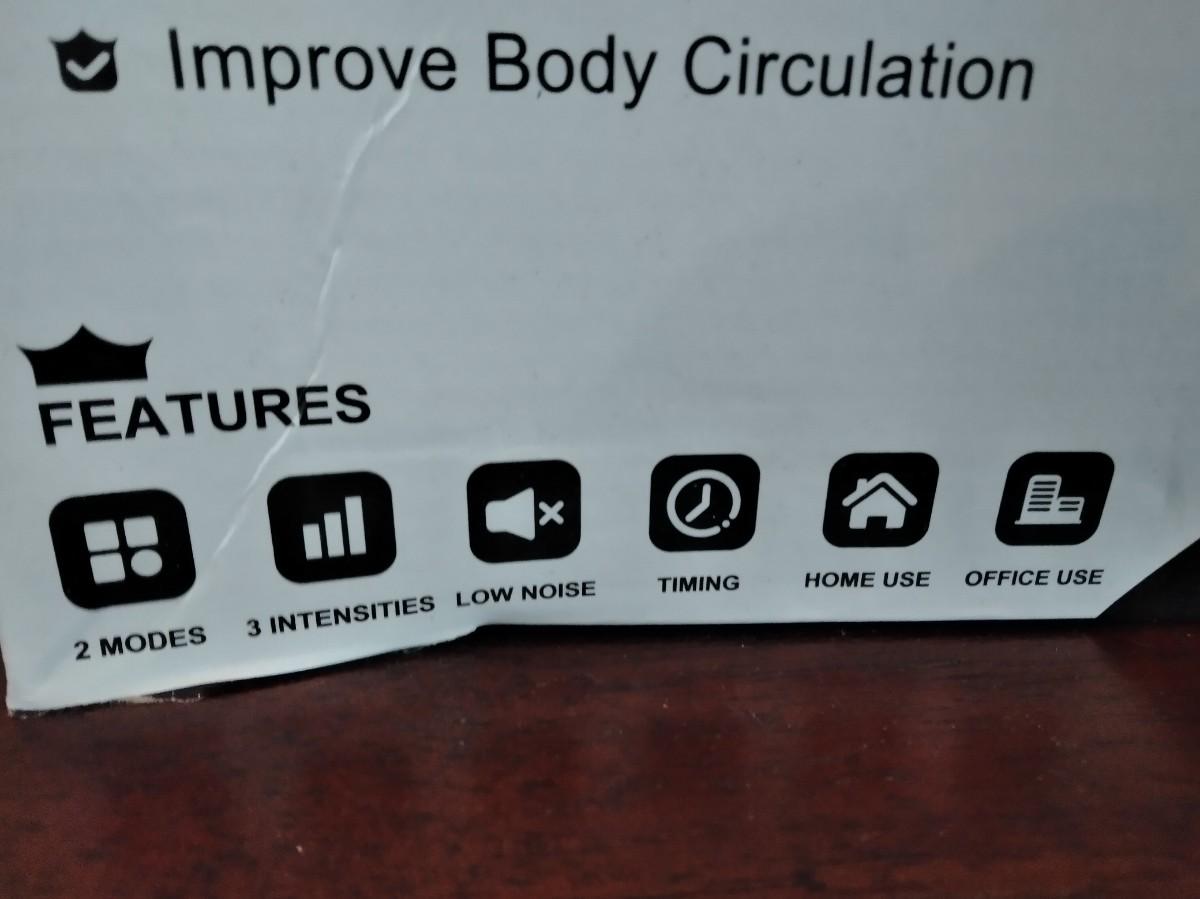 Improve Body Circulation
FEATURES
2 MODES
3 INTENSITIES
LOW NOISE
TIMING
HOME USE
OFFICE USE